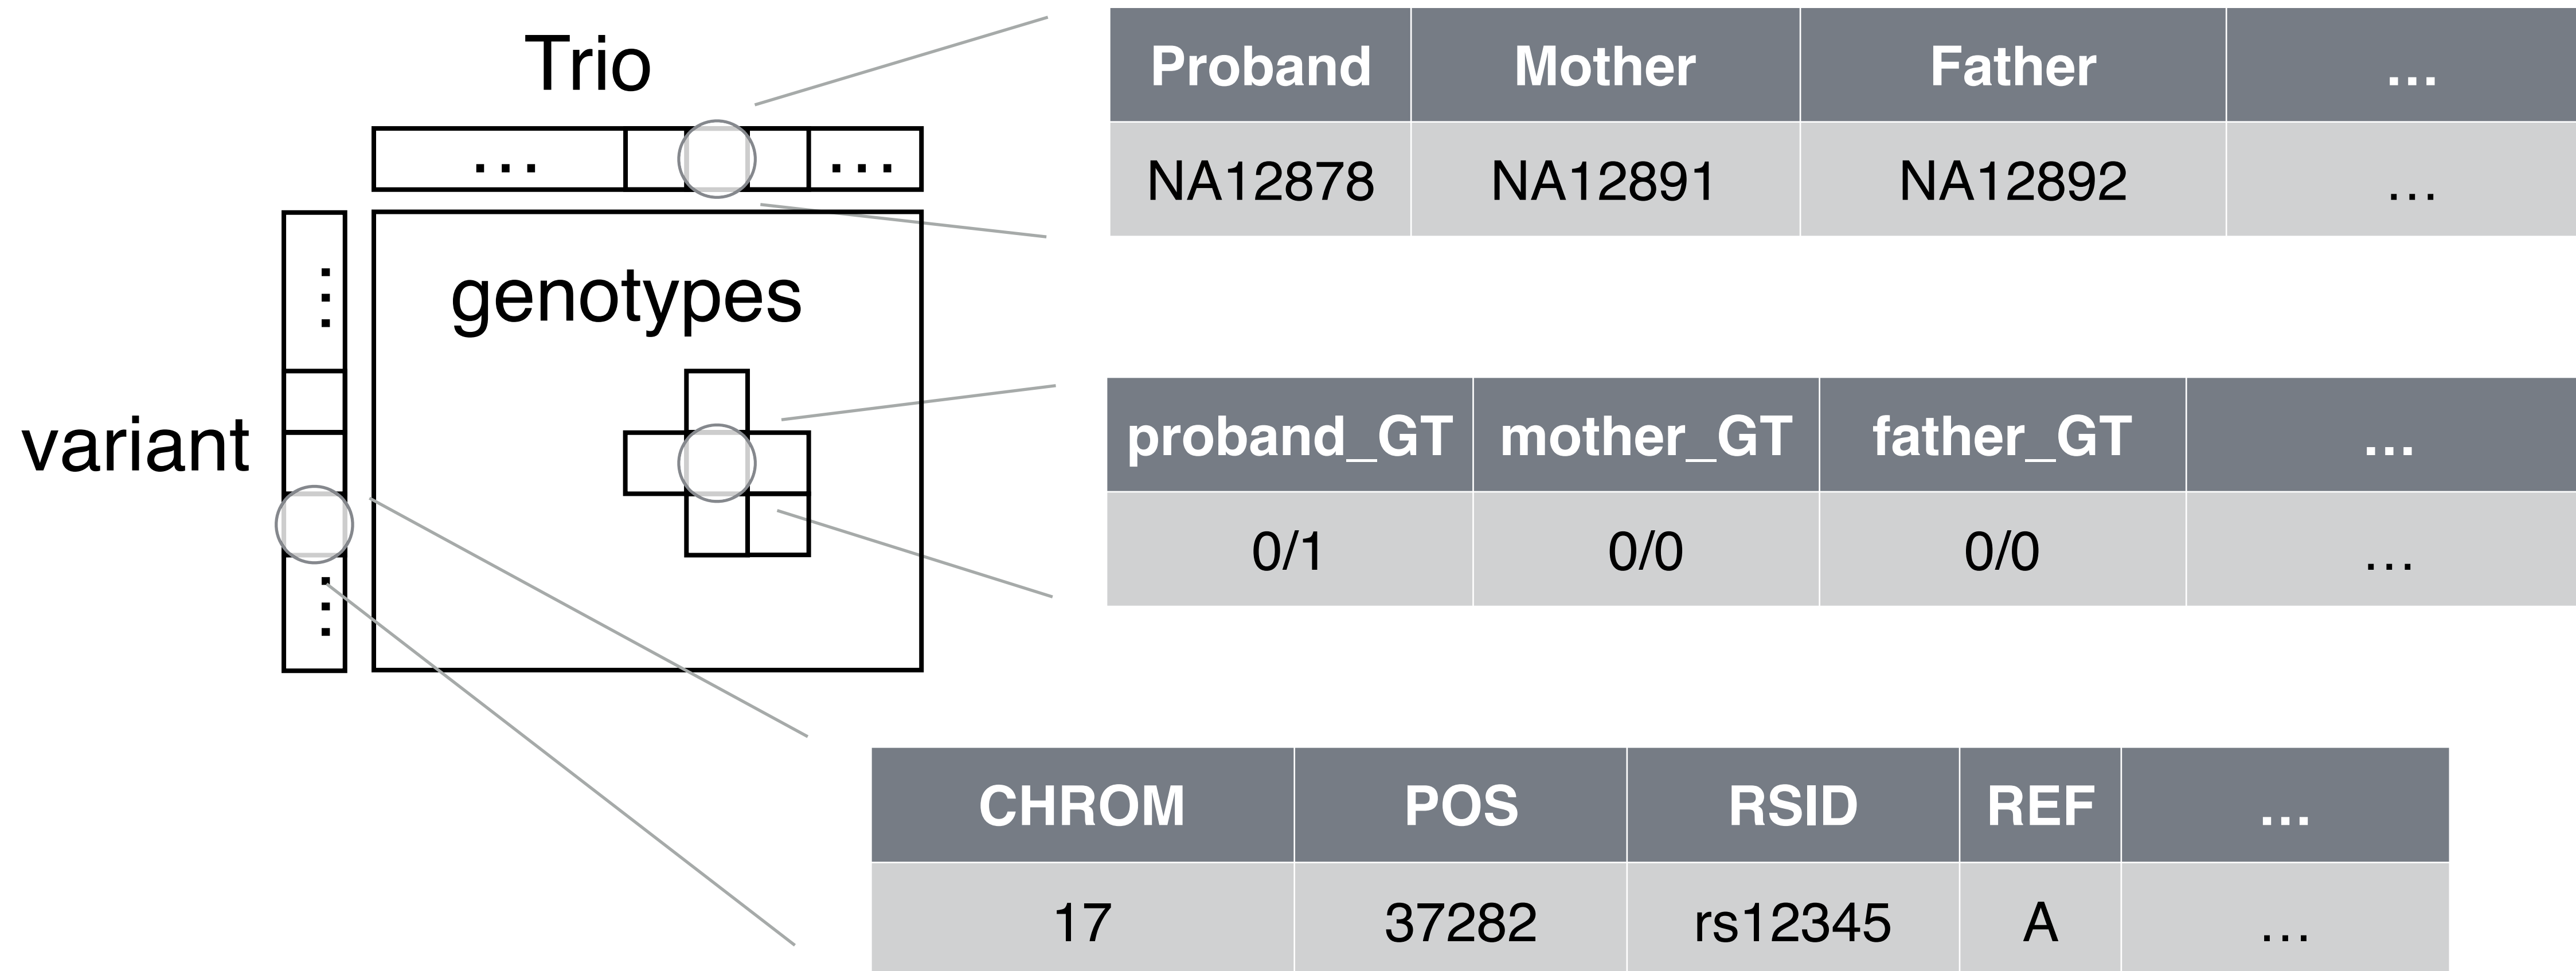 Trio
... ...
⋮
genotypes
variant
⋮
Proband Mother Father ...
NA12878 NA12891 NA12892 ...
proband_GT mother_GT father_GT ...
0/1 0/0 0/0 ...
CHROM POS RSID REF ...
17 37282 rs12345 A ...